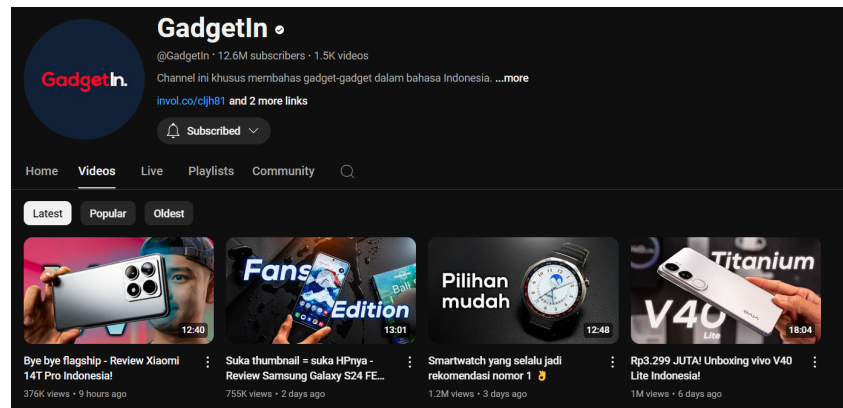 GadgetIn
@GadgetIn · 12.6M subscribers · 1.5K videos
Channel ini khusus membahas gadget-gadget dalam bahasa Indonesia. ...more
GadgetIn.
invol.co/cljh81 and 2 more links
Subscribed
Home Videos Live Playlists Community
Latest Popular Oldest
12:40
Fans
Edition
Bali
13:01
Pilihan
mudah
12:48
Titanium
V40
Lite
vivo
18:04
Bye bye flagship - Review Xiaomi
14T Pro Indonesia!
376K views · 9 hours ago
Suka thumbnail = suka HPnya -
Review Samsung Galaxy S24 FE...
755K views · 2 days ago
Smartwatch yang selalu jadi
rekomendasi nomor 1 👌
1.2M views · 3 days ago
Rp3.299 JUTA! Unboxing vivo V40
Lite Indonesia!
1M views · 6 days ago